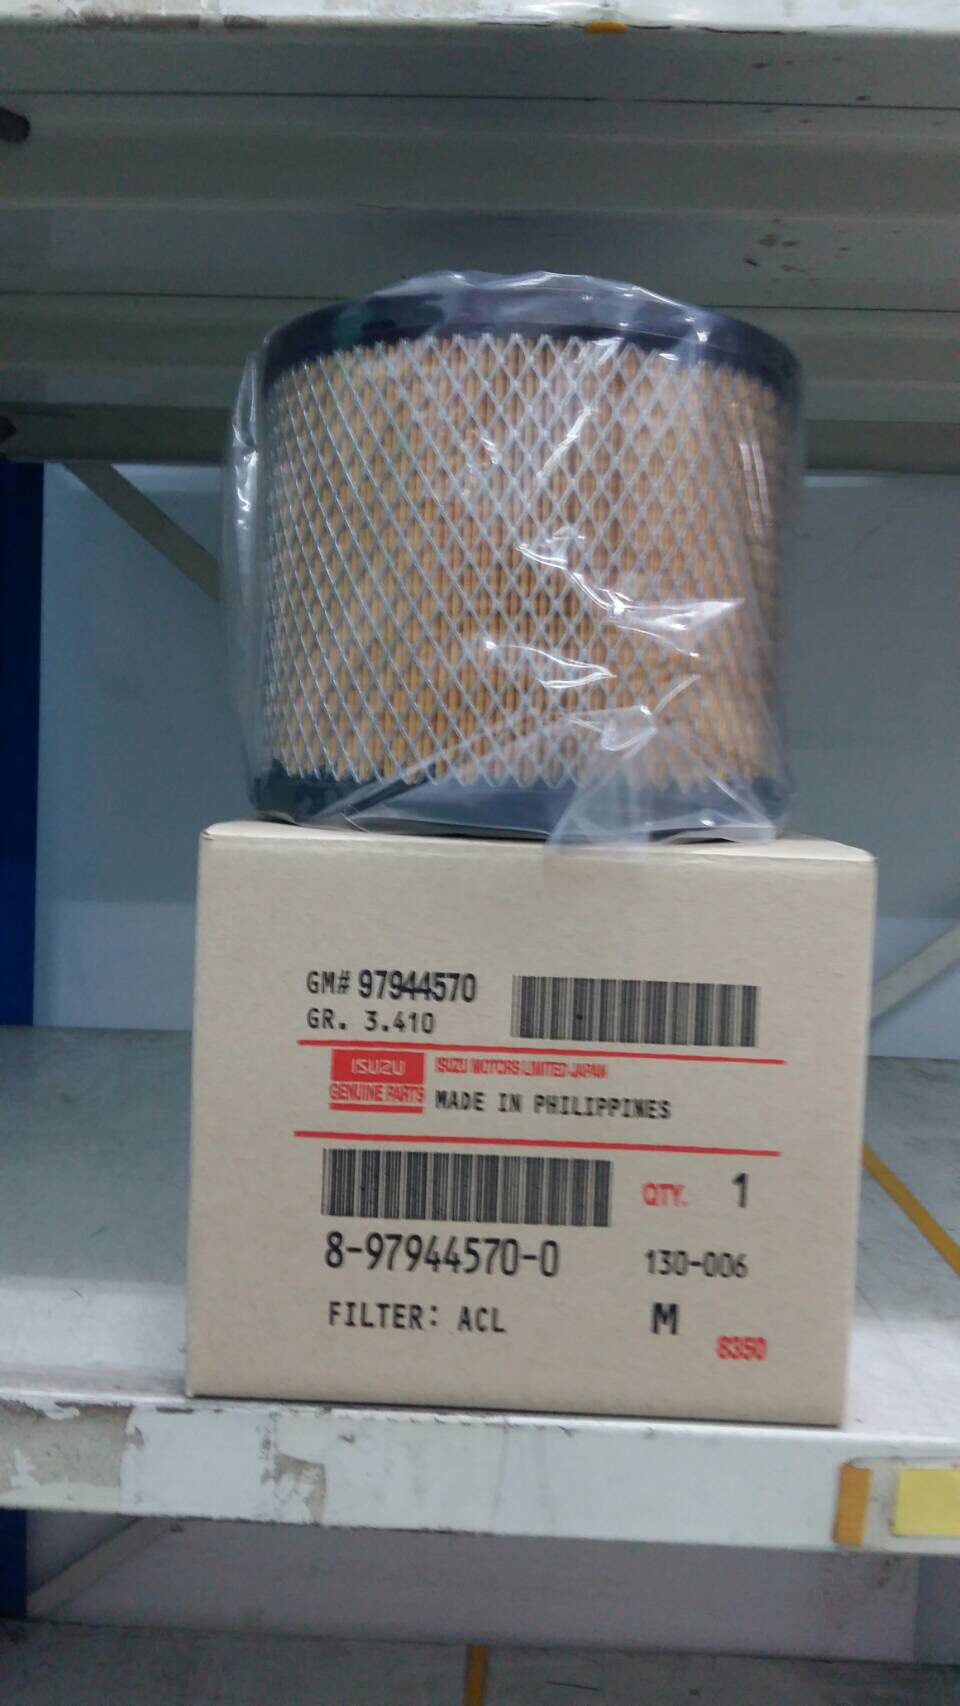 GM# 97944570
GR. 3.410
ISUZU
GENUINE PARTS
ISUZU MOTORS LIMITED JAPAN
MADE IN PHILIPPINES
QTY. 1
8-97944570-0
130-006
FILTER: ACL
M
8350